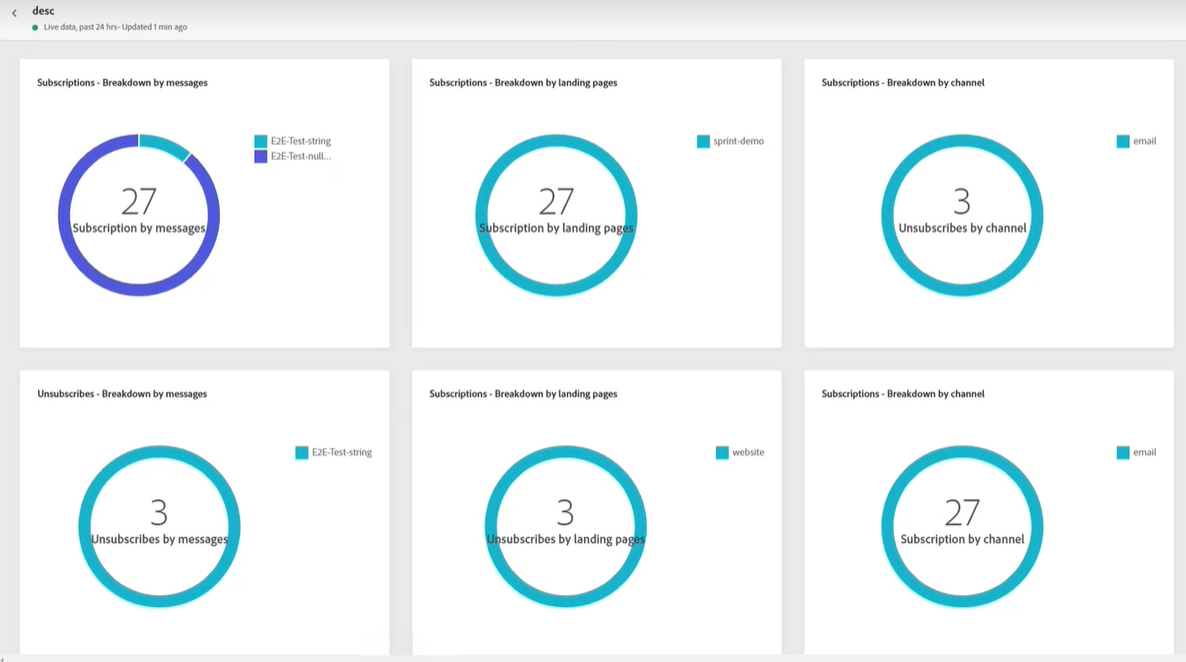 desc
Live data, past 24 hrs- Updated 1 min ago
Subscriptions - Breakdown by messages
E2E-Test-string
E2E-Test-null...
27
Subscription by messages
Subscriptions - Breakdown by landing pages
sprint-demo
27
Subscription by landing pages
Subscriptions - Breakdown by channel
email
3
Unsubscribes by channel
Unsubscribes - Breakdown by messages
E2E-Test-string
3
Unsubscribes by messages
Subscriptions - Breakdown by landing pages
website
3
Unsubscribes by landing pages
Subscriptions - Breakdown by channel
email
27
Subscription by channel